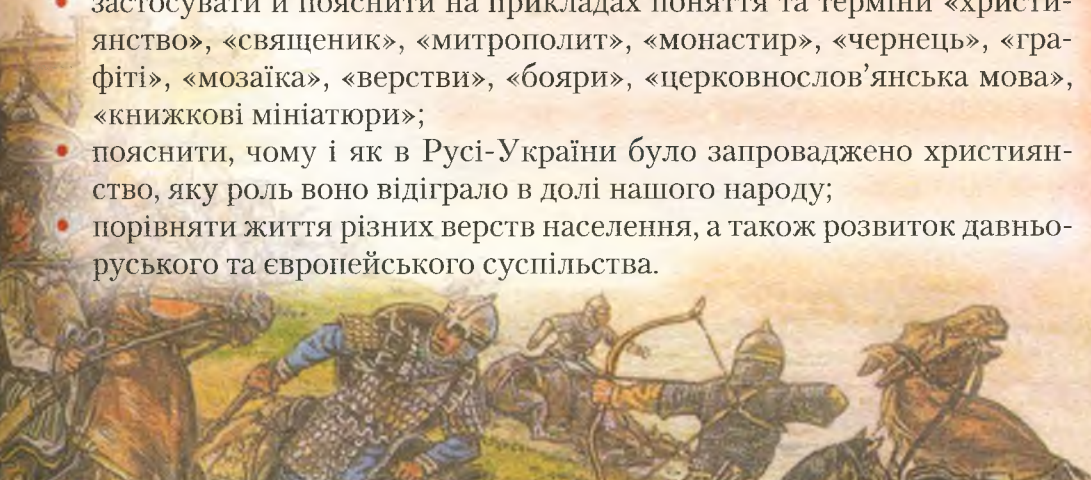 • застосувати й пояснити на прикладах поняття та терміни «христи-
янство», «священик», «митрополит», «монастир», «чернець», «гра-
фіті», «мозаїка», «верстви», «бояри», «церковнослов’янська мова»,
«книжкові мініатюри»;
• пояснити, чому і як в Русі-України було запроваджено християн-
ство, яку роль воно відіграло в долі нашого народу;
• порівняти життя різних верств населення, а також розвиток давньо-
руського та європейського суспільства.